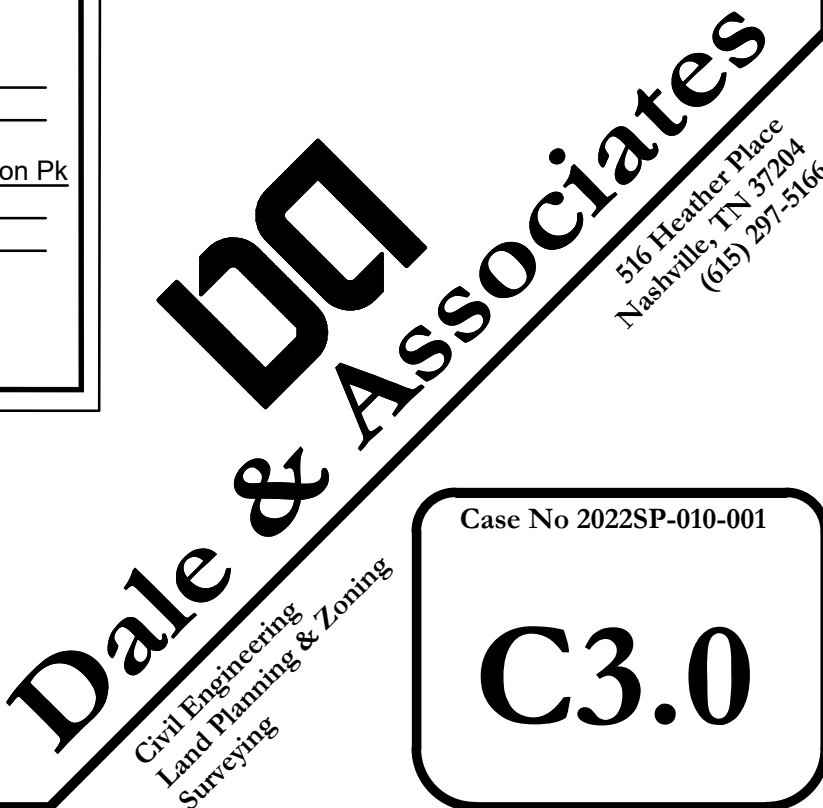 on Pk
Dale & Associates
516 Heather Place
Nashville, TN 37204
(615) 297-5166
Civil Engineering
Land Planning & Zoning
Surveying
Case No 2022SP-010-001
C3.0